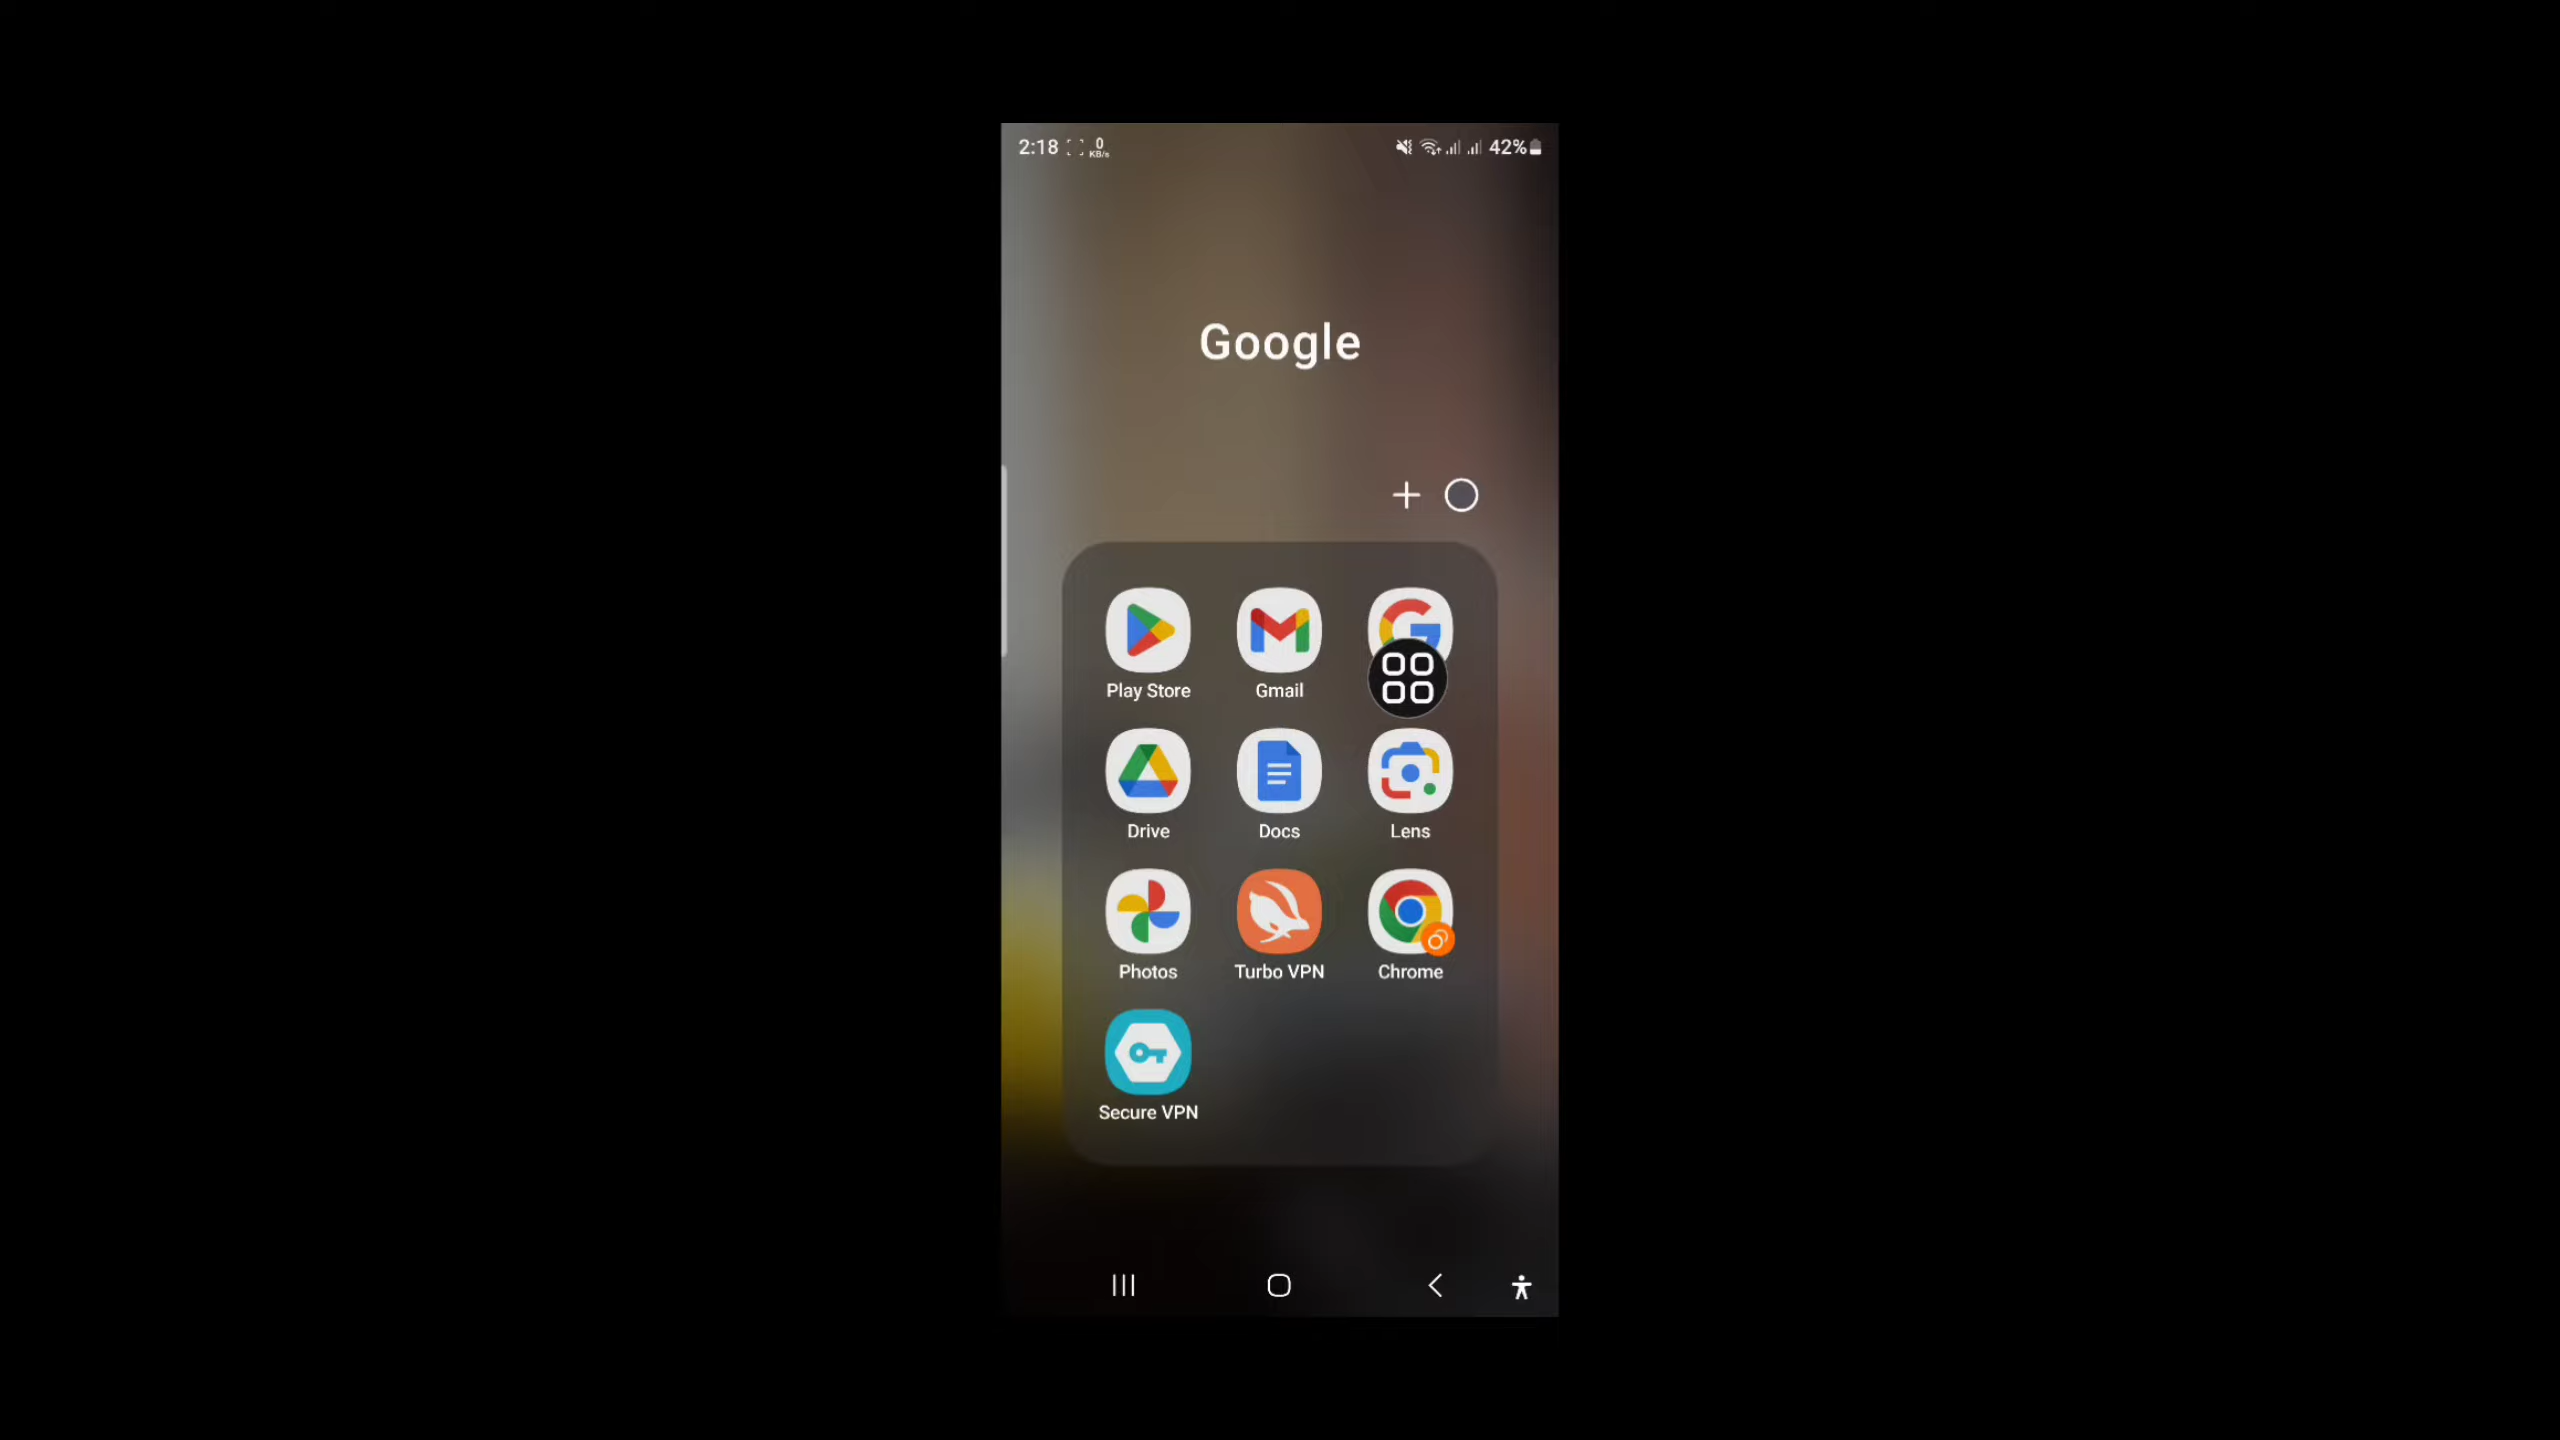 2:18 0 KB/s 42%
Google
Play Store Gmail
Drive Docs Lens
Photos Turbo VPN Chrome
Secure VPN